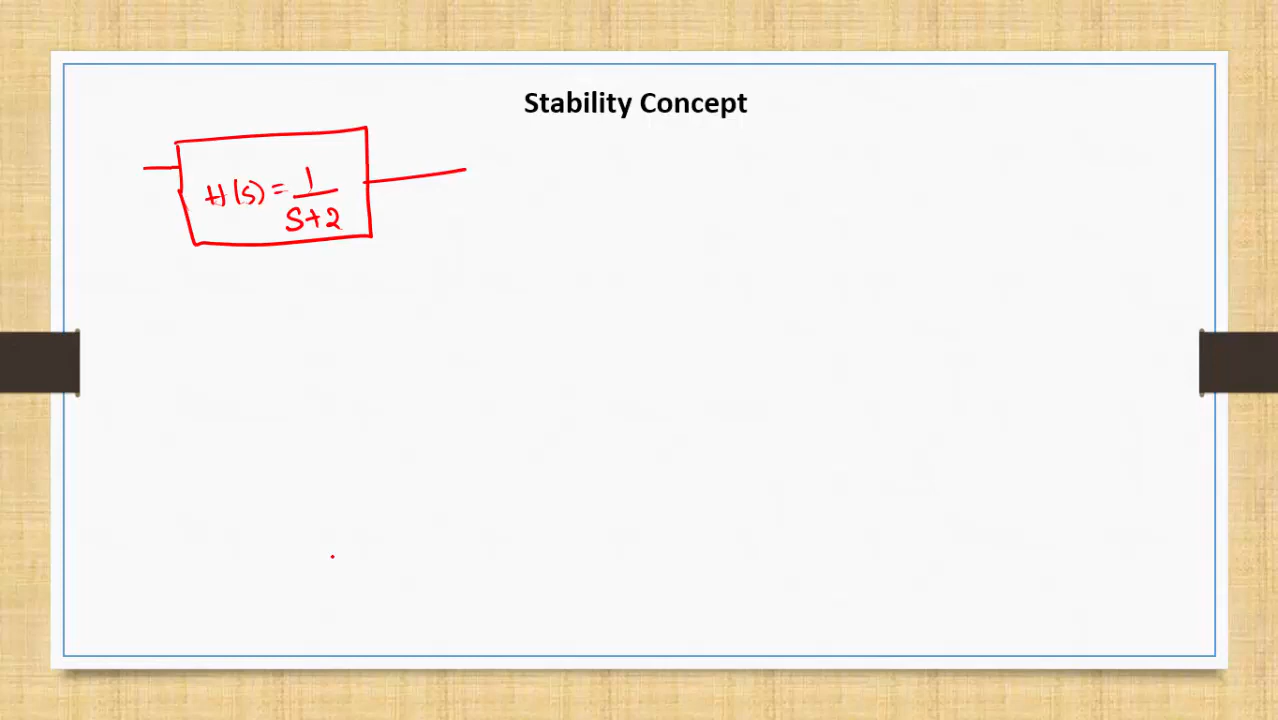 Stability Concept
H(s) = 1
s+2